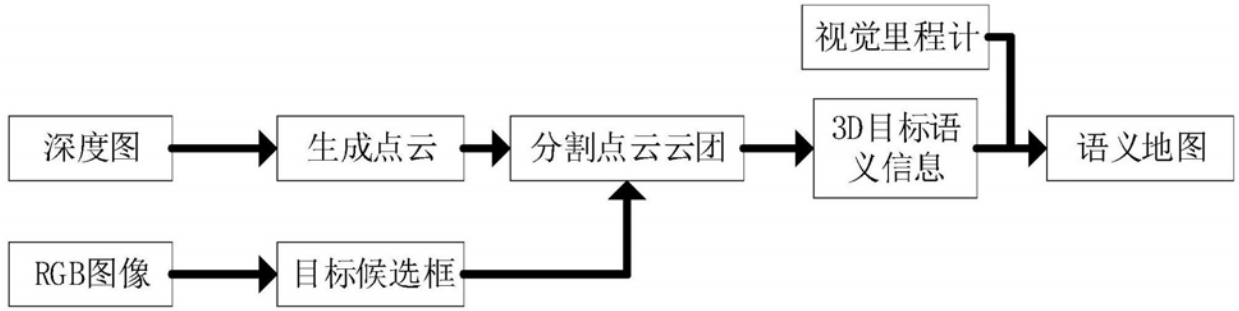 视觉里程计
深度图
生成点云
分割点云云团
3D目标语
义信息
语义地图
RGB图像
目标候选框